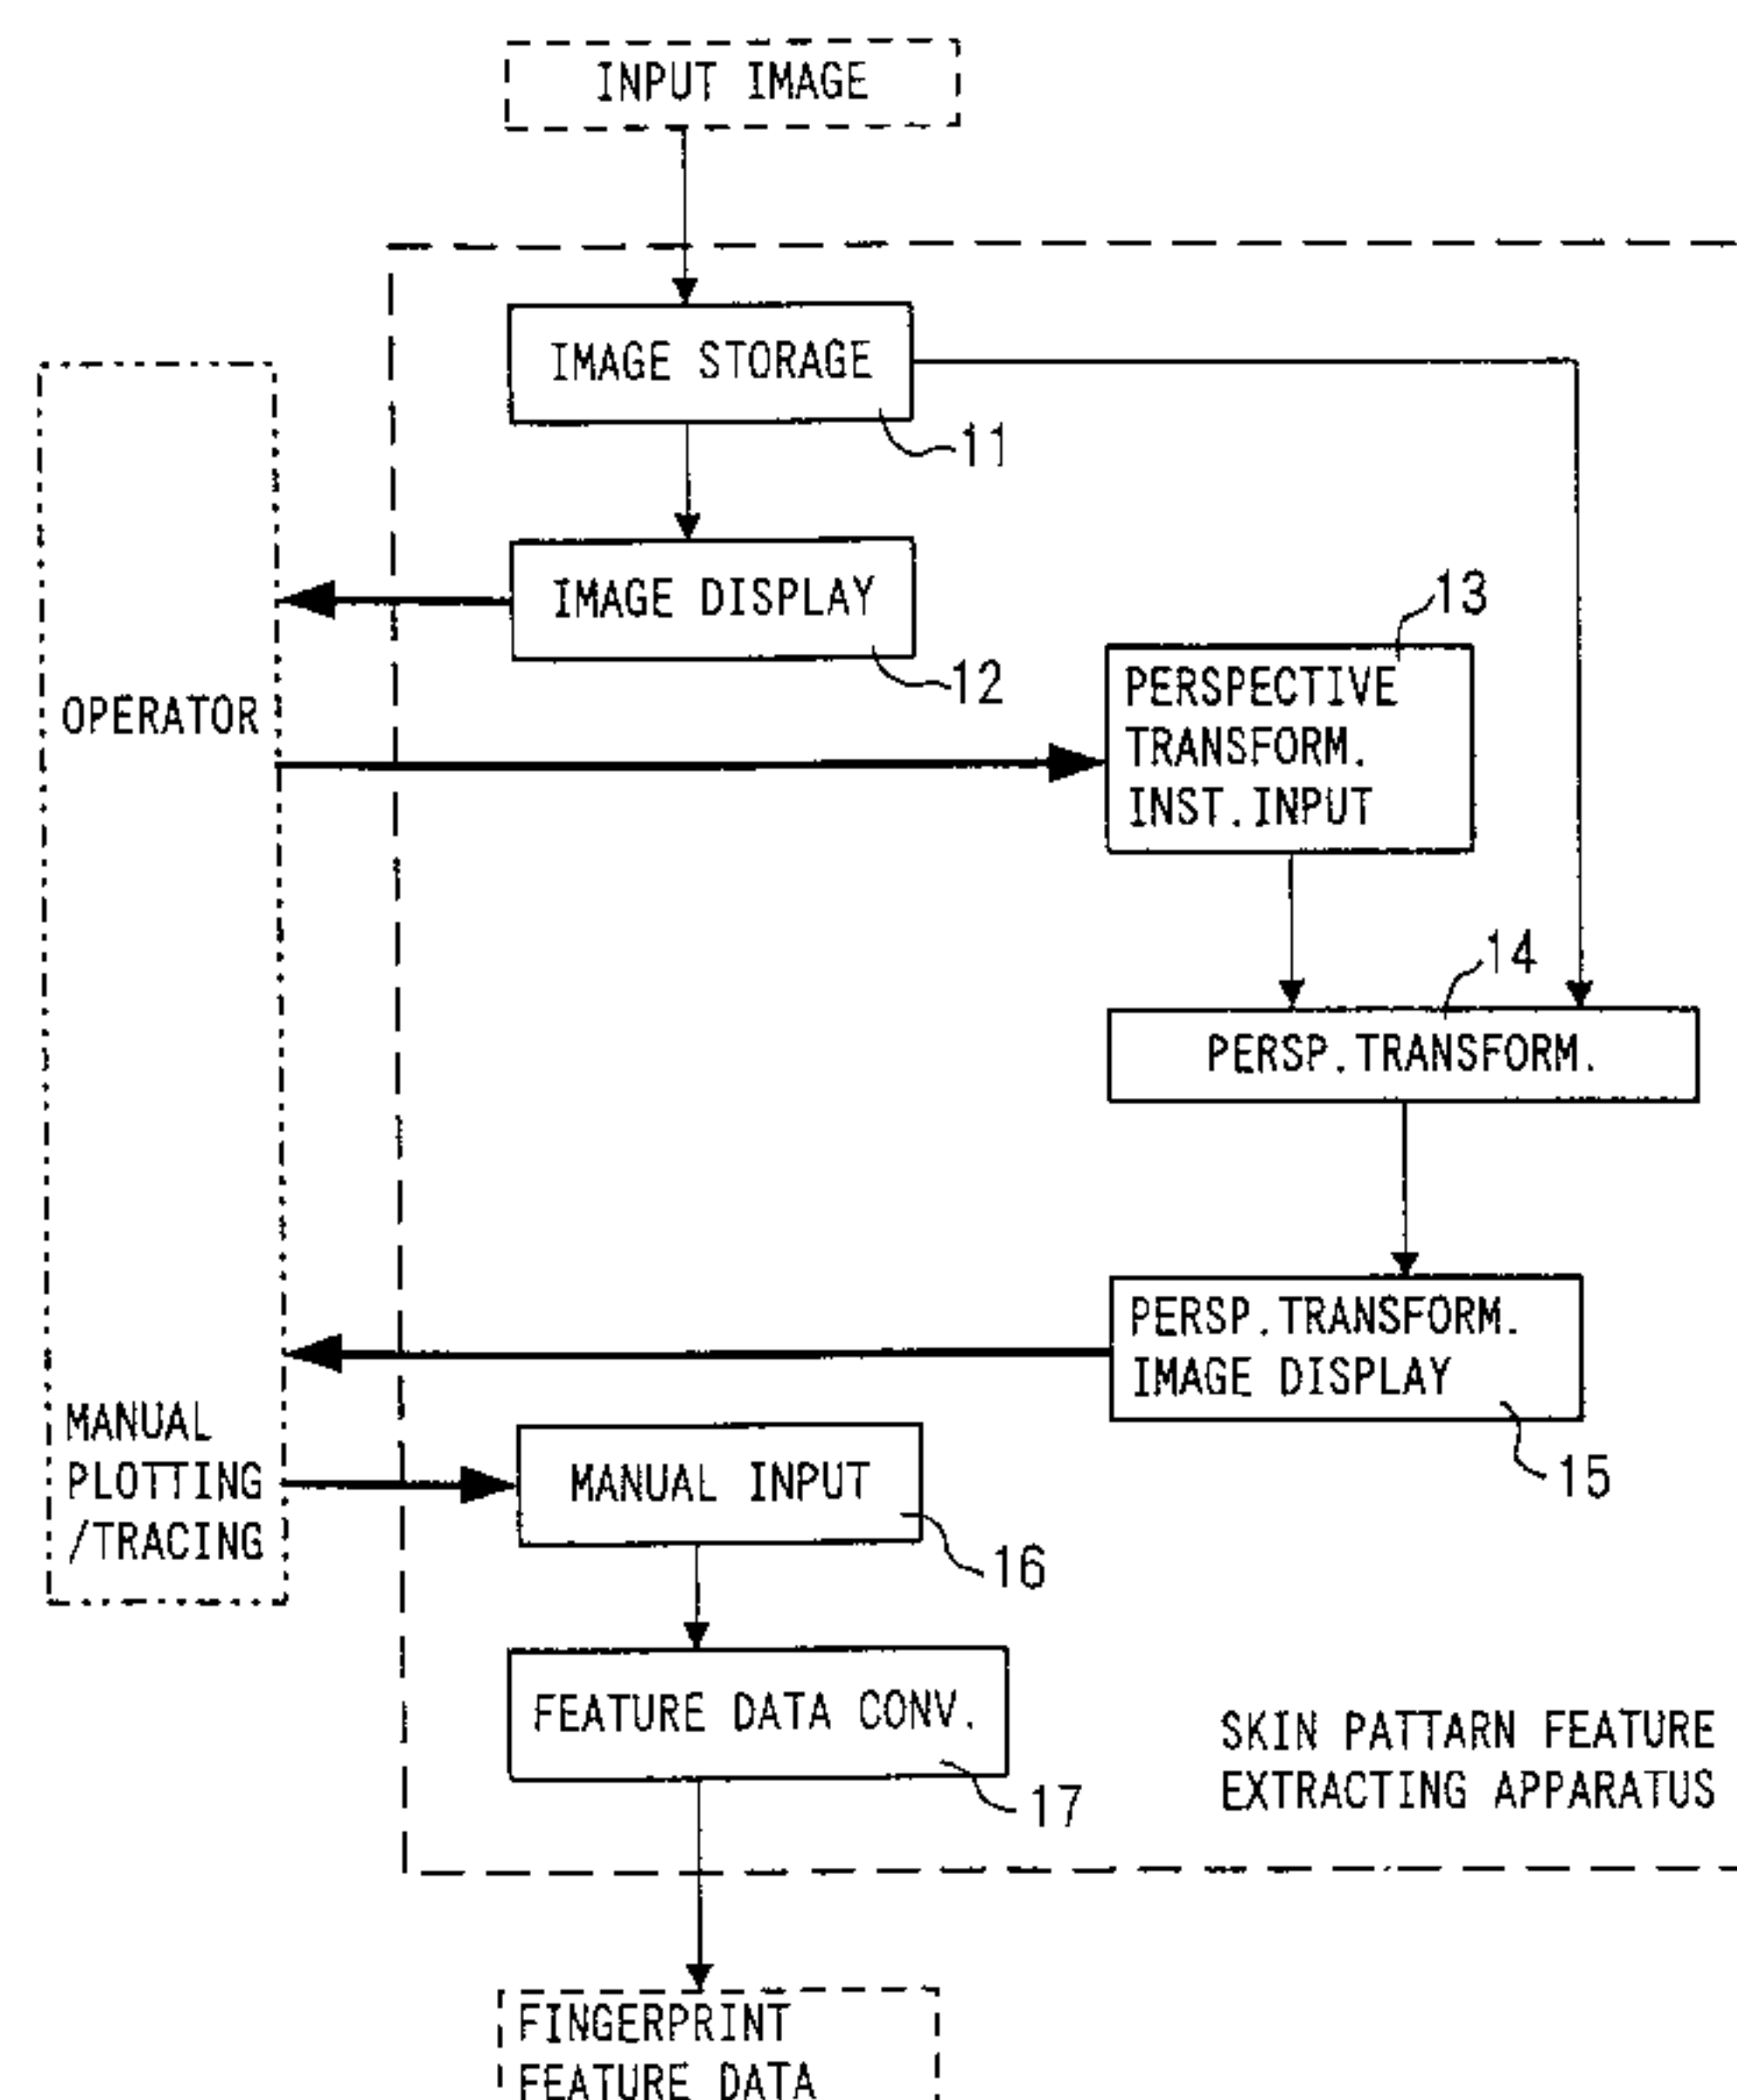 INPUT IMAGE
IMAGE STORAGE
11
IMAGE DISPLAY
12
13
PERSPECTIVE
TRANSFORM.
INST.INPUT
OPERATOR
14
PERSP.TRANSFORM.
PERSP.TRANSFORM.
IMAGE DISPLAY
15
MANUAL
PLOTTING
/TRACING
MANUAL INPUT
16
FEATURE DATA CONV.
17
SKIN PATTARN FEATURE
EXTRACTING APPARATUS
FINGERPRINT
FEATURE DATA